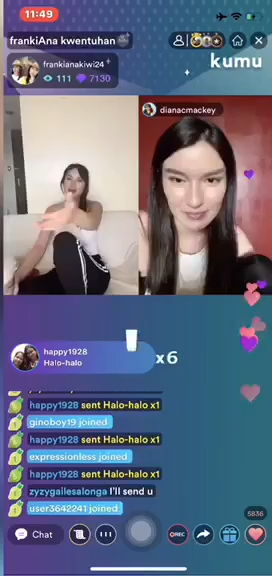 11:49
frankiAna kwentuhan
frankianakiwi24
111 7130
kumu
dianacmackey
happy1928
Halo-halo
x6
happy1928 sent Halo-halo x1
ginoboy19 joined
happy1928 sent Halo-halo x1
expressionless joined
happy1928 sent Halo-halo x1
zyzygailesalonga I'll send u
user3642241 joined
5836
Chat
REC